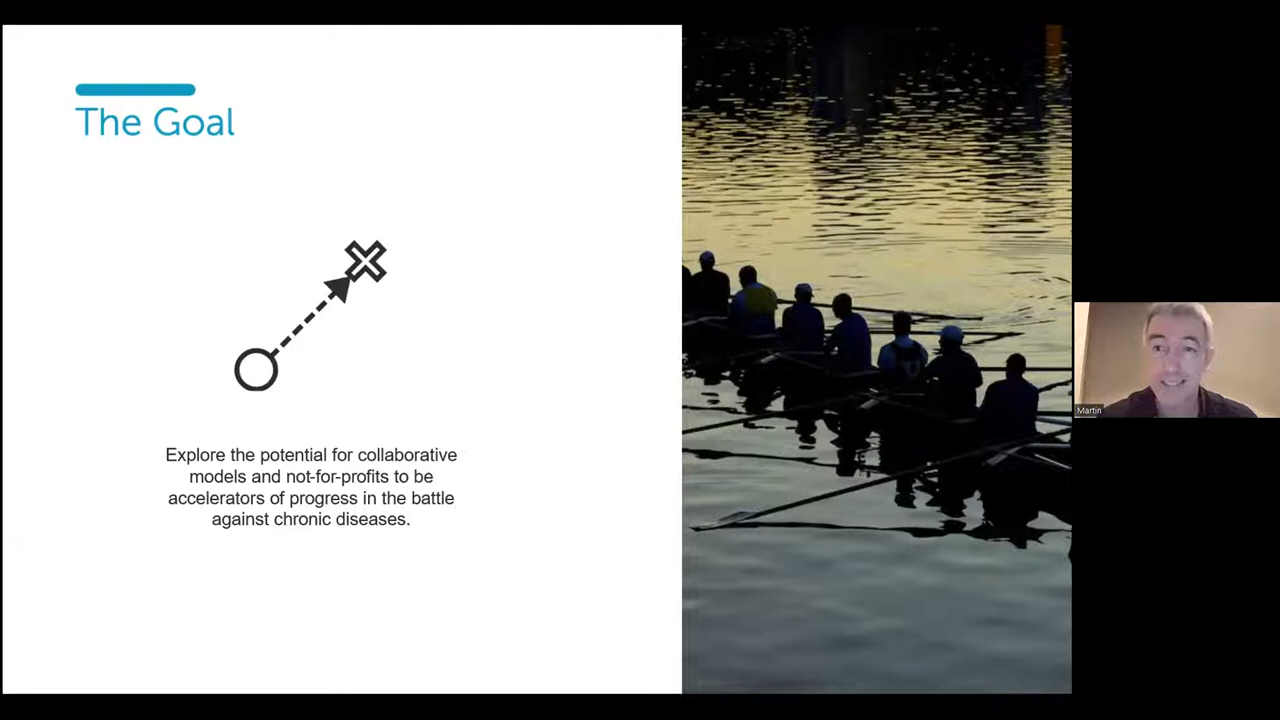 The Goal
Explore the potential for collaborative
models and not-for-profits to be
accelerators of progress in the battle
against chronic diseases.
Martin